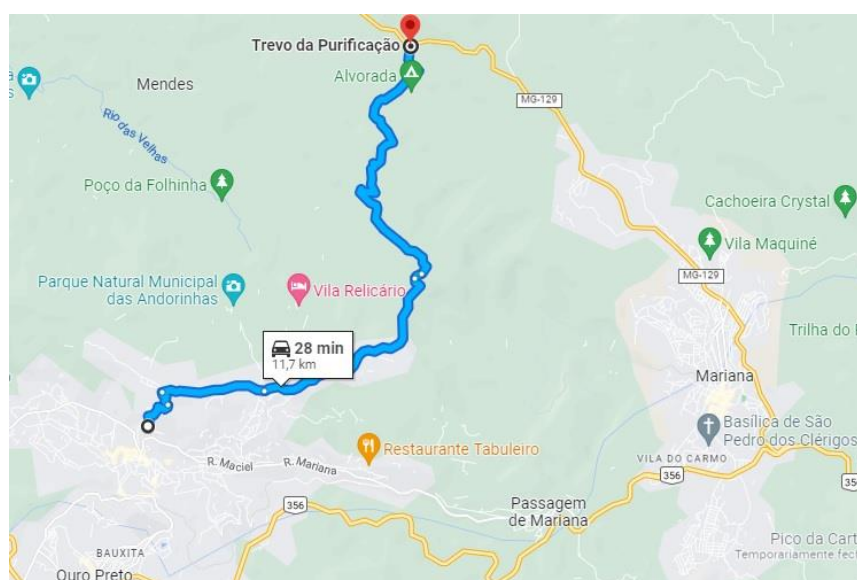 Trevo da Purificação
Alvorada
Mendes
MG-129
Rio das Velhas
Poço da Folhinha
Cachoeira Crystal
Vila Maquiné
MG-129
Parque Natural Municipal
das Andorinhas
Vila Relicário
Trilha do
28 min
11,7 km
Mariana
Basílica de São
Pedro dos Clérigos
Restaurante Tabuleiro
VILA DO CARMO
R. Maciel
R. Mariana
356
356
356
Passagem
de Mariana
Pico da Cart
Temporariamente fech
BAUXITA
Ouro Preto